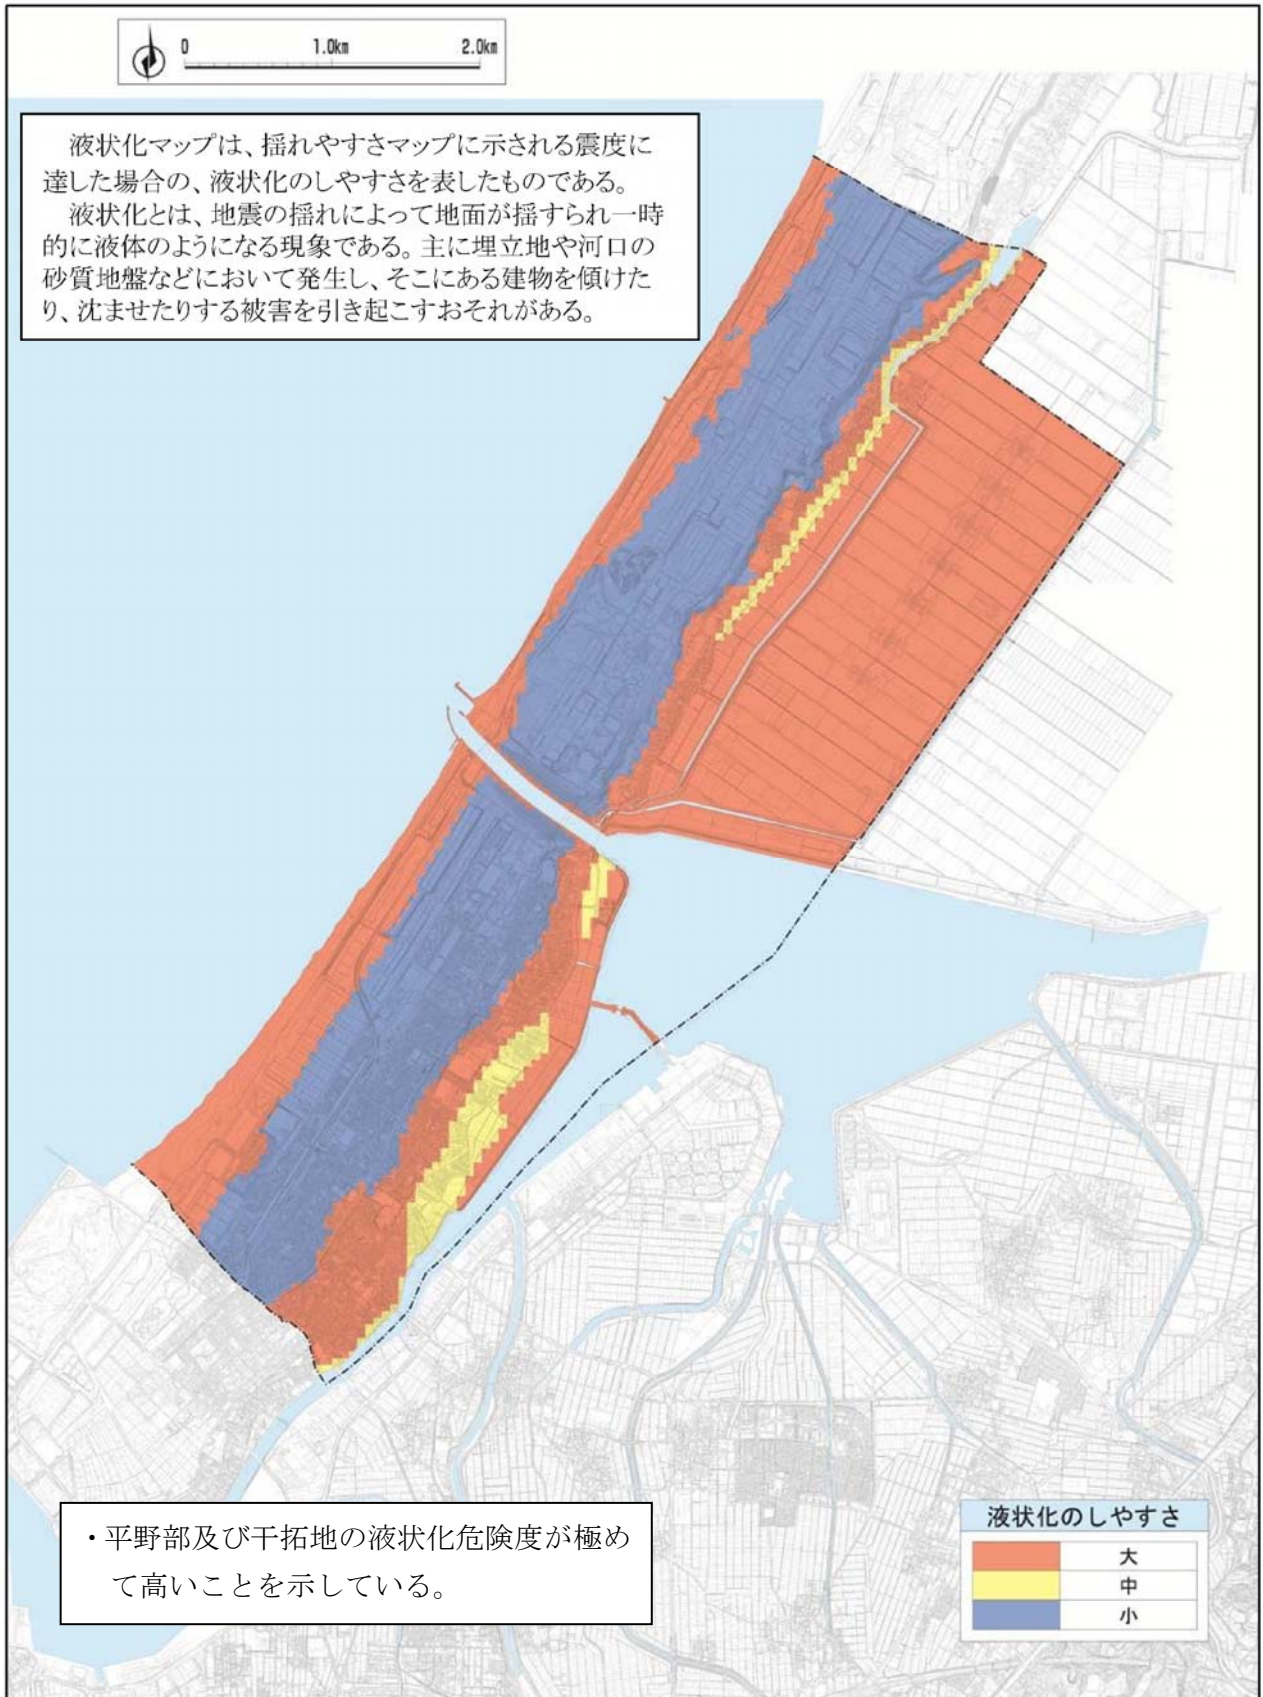 0 1.0km 2.0km
液状化マップは、揺れやすさマップに示される震度に
達した場合の、液状化のしやすさを表したものである。
液状化とは、地震の揺れによって地面が揺すられ一時
的に液体のようになる現象である。主に埋立地や河口の
砂質地盤などにおいて発生し、そこにある建物を傾けた
り、沈ませたりする被害を引き起こすおそれがある。
・平野部及び干拓地の液状化危険度が極め
て高いことを示している。
液状化のしやすさ
大
中
小